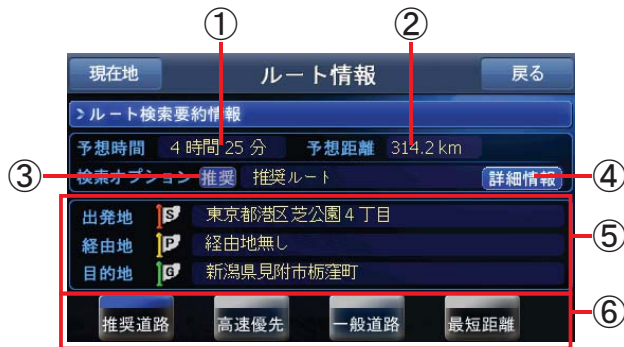 ① ②
現在地 ルート情報 戻る
>ルート検索要約情報
予想時間 4 時間 25 分 予想距離 314.2 km
③ 検索オプション 推奨 推奨ルート 詳細情報 ④
出発地 S 東京都港区芝公園4丁目
経由地 P 経由地無し ⑤
目的地 G 新潟県見附市栃窪町
推奨道路 高速優先 一般道路 最短距離 ⑥